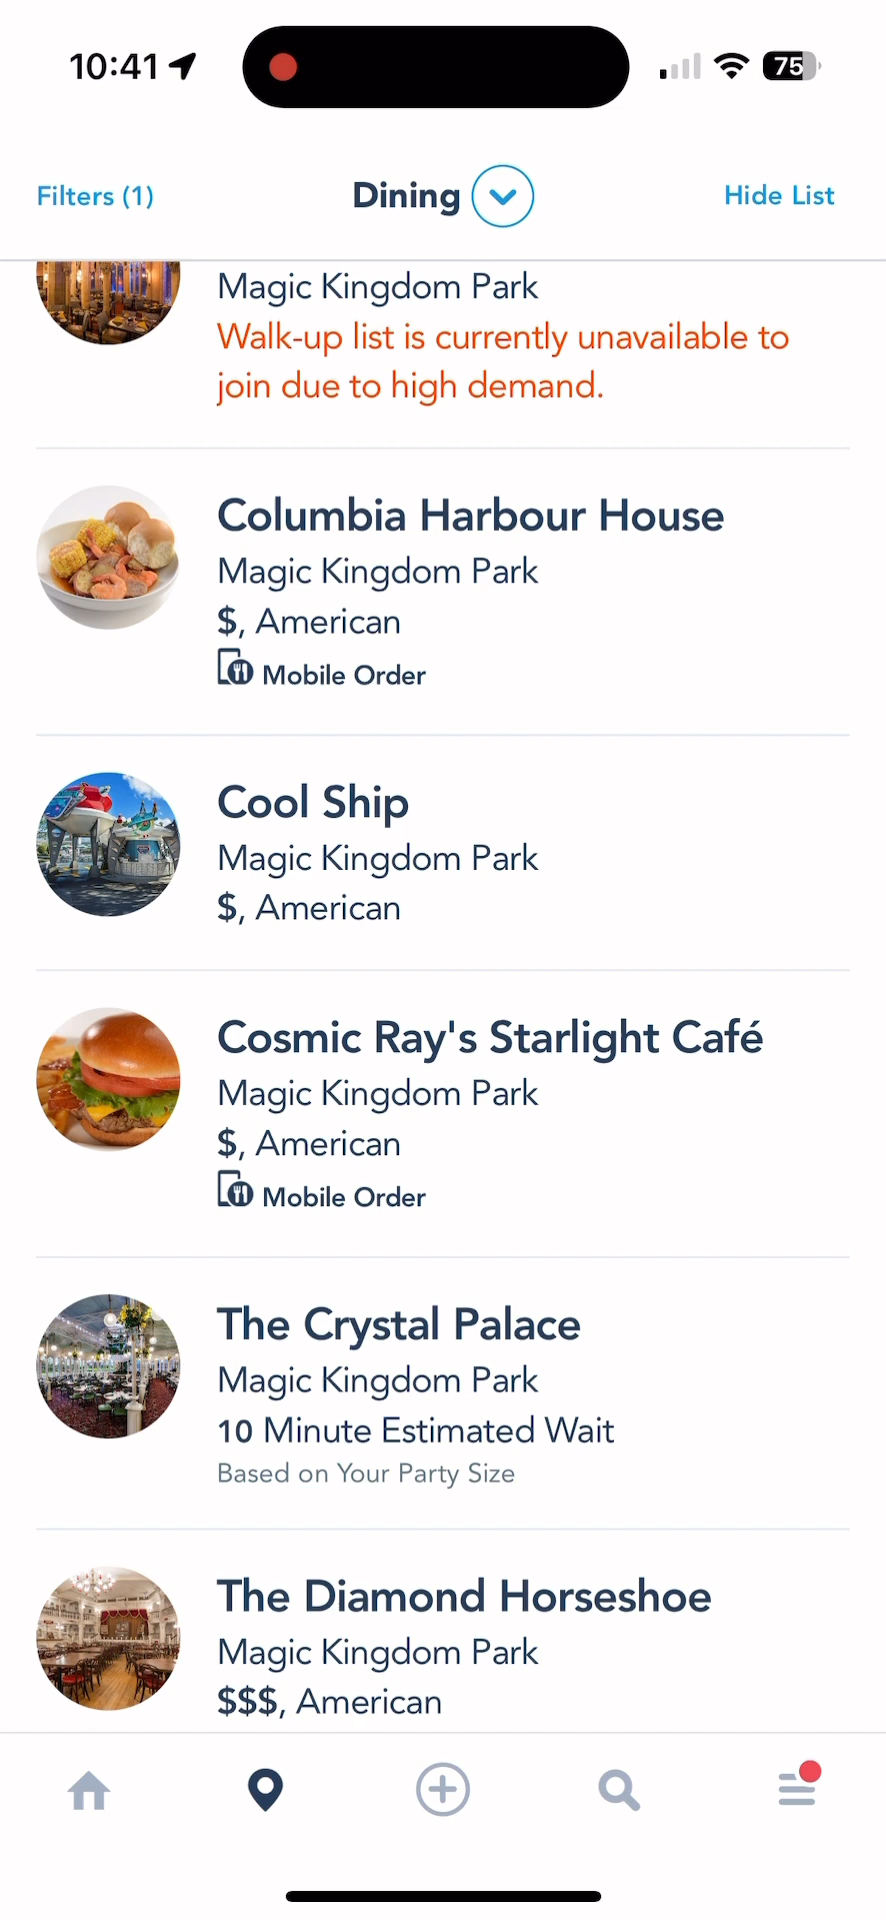 10:41
75
Filters (1)
Dining
Hide List
Magic Kingdom Park
Walk-up list is currently unavailable to
join due to high demand.
Columbia Harbour House
Magic Kingdom Park
$, American
Mobile Order
Cool Ship
Magic Kingdom Park
$, American
Cosmic Ray's Starlight Café
Magic Kingdom Park
$, American
Mobile Order
The Crystal Palace
Magic Kingdom Park
10 Minute Estimated Wait
Based on Your Party Size
The Diamond Horseshoe
Magic Kingdom Park
$$$, American